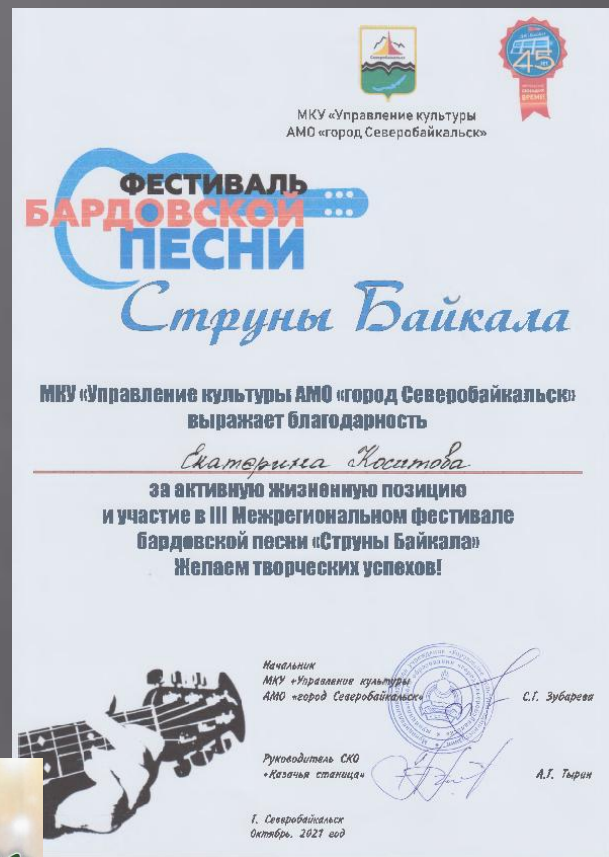 45
МКУ «Управление культуры
АМО «город Северобайкальск»
ФЕСТИВАЛЬ
БАРДОВСКОЙ
ПЕСНИ
Струны Байкала
МКУ «Управление культуры АМО «город Северобайкальск»
выражает благодарность
Екатерина Коситова
за активную жизненную позицию
и участие в III Межрегиональном фестивале
бардовской песни «Струны Байкала»
Желаем творческих успехов!
Начальник
МКУ «Управление культуры
АМО «город Северобайкальск»
С.Г. Зубарева
Руководитель СКО
«Казачья станица»
А.Г. Тырин
Г. Северобайкальск
Октябрь. 2021 год